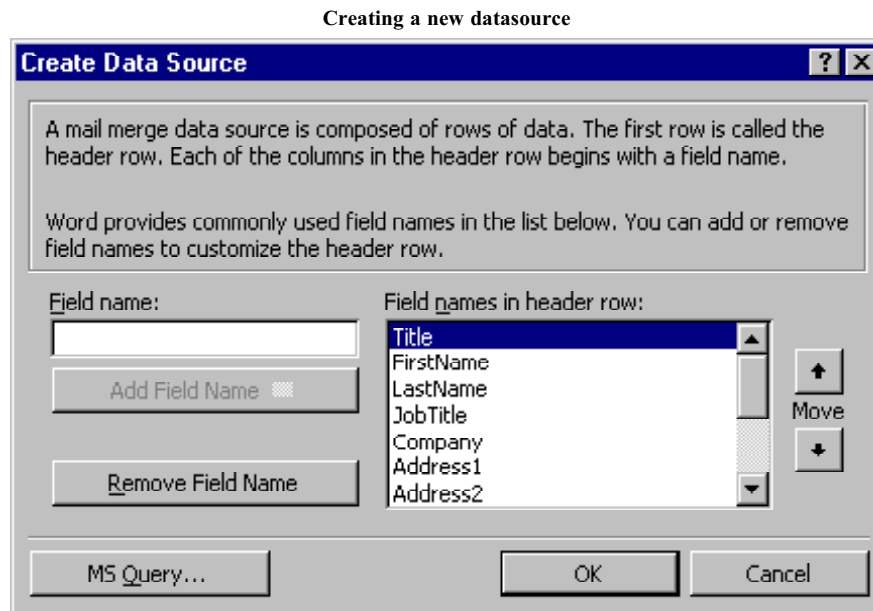 Creating a new datasource
Create Data Source
A mail merge data source is composed of rows of data. The first row is called the
header row. Each of the columns in the header row begins with a field name.
Word provides commonly used field names in the list below. You can add or remove
field names to customize the header row.
Field name:
Field names in header row:
Title
FirstName
LastName
JobTitle
Company
Address1
Address2
Add Field Name
Remove Field Name
Move
MS Query...
OK
Cancel